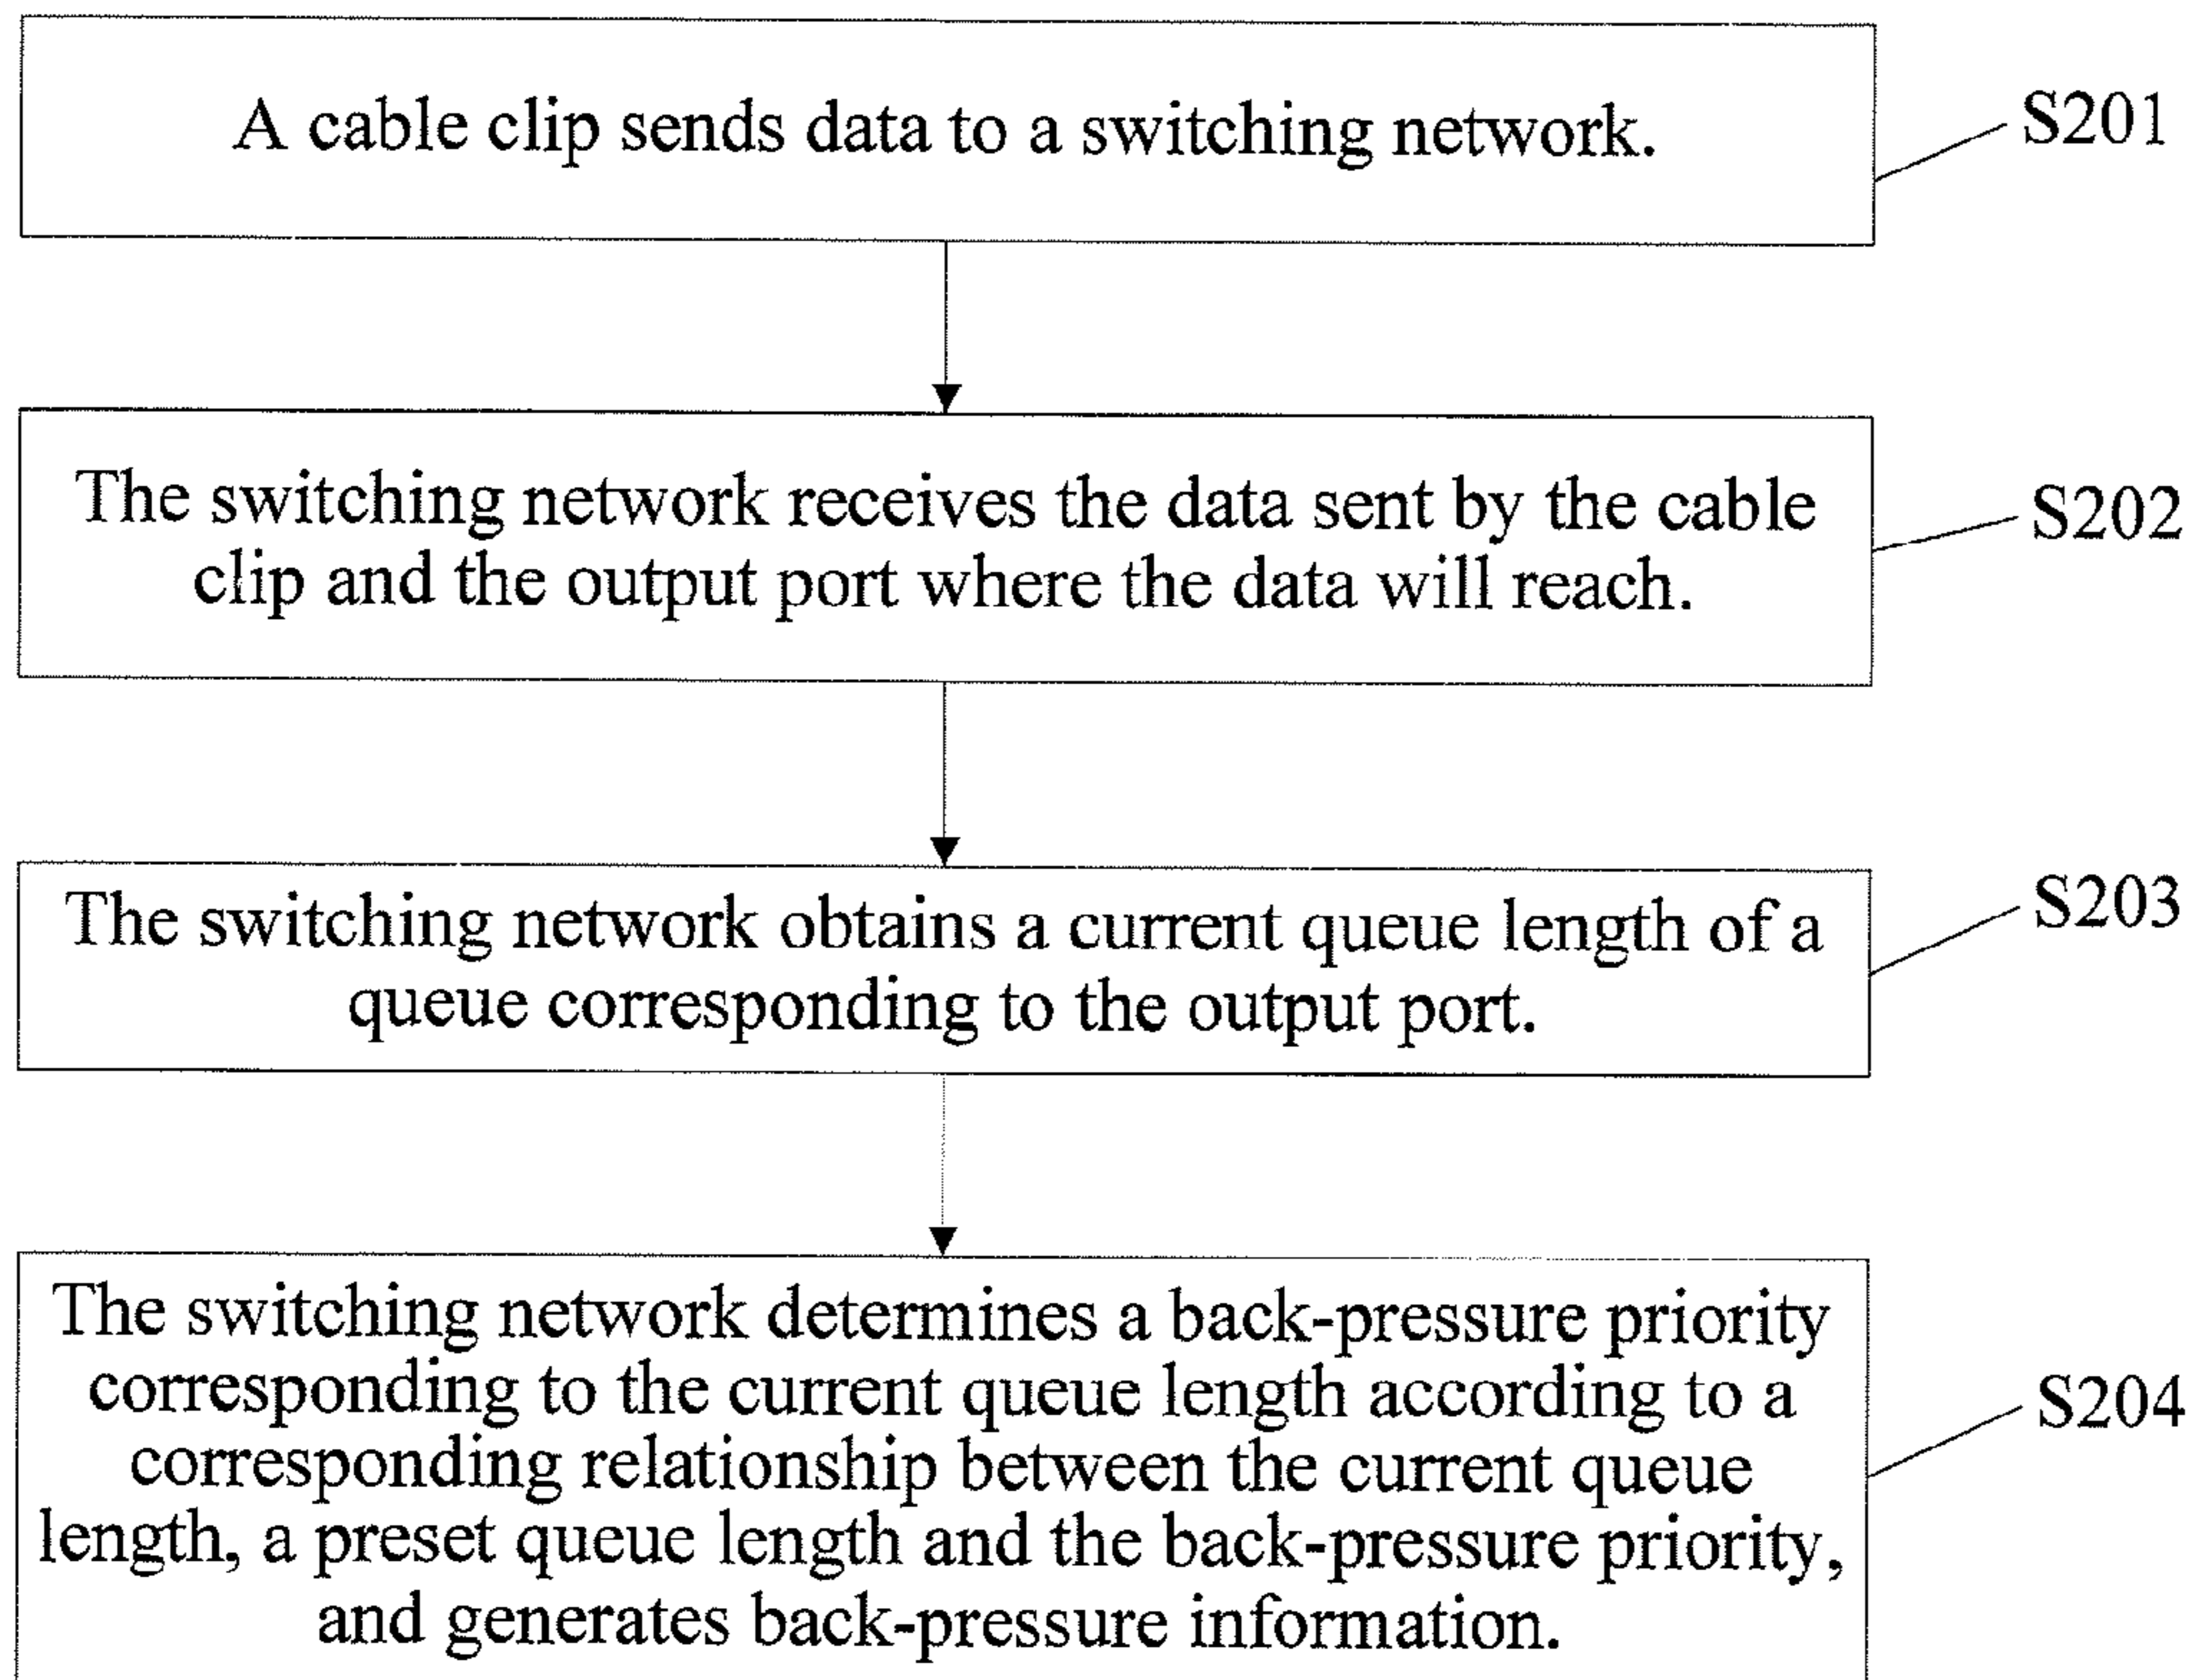 A cable clip sends data to a switching network.
S201
The switching network receives the data sent by the cable
clip and the output port where the data will reach.
S202
The switching network obtains a current queue length of a
queue corresponding to the output port.
S203
The switching network determines a back-pressure priority
corresponding to the current queue length according to a
corresponding relationship between the current queue
length, a preset queue length and the back-pressure priority,
and generates back-pressure information.
S204